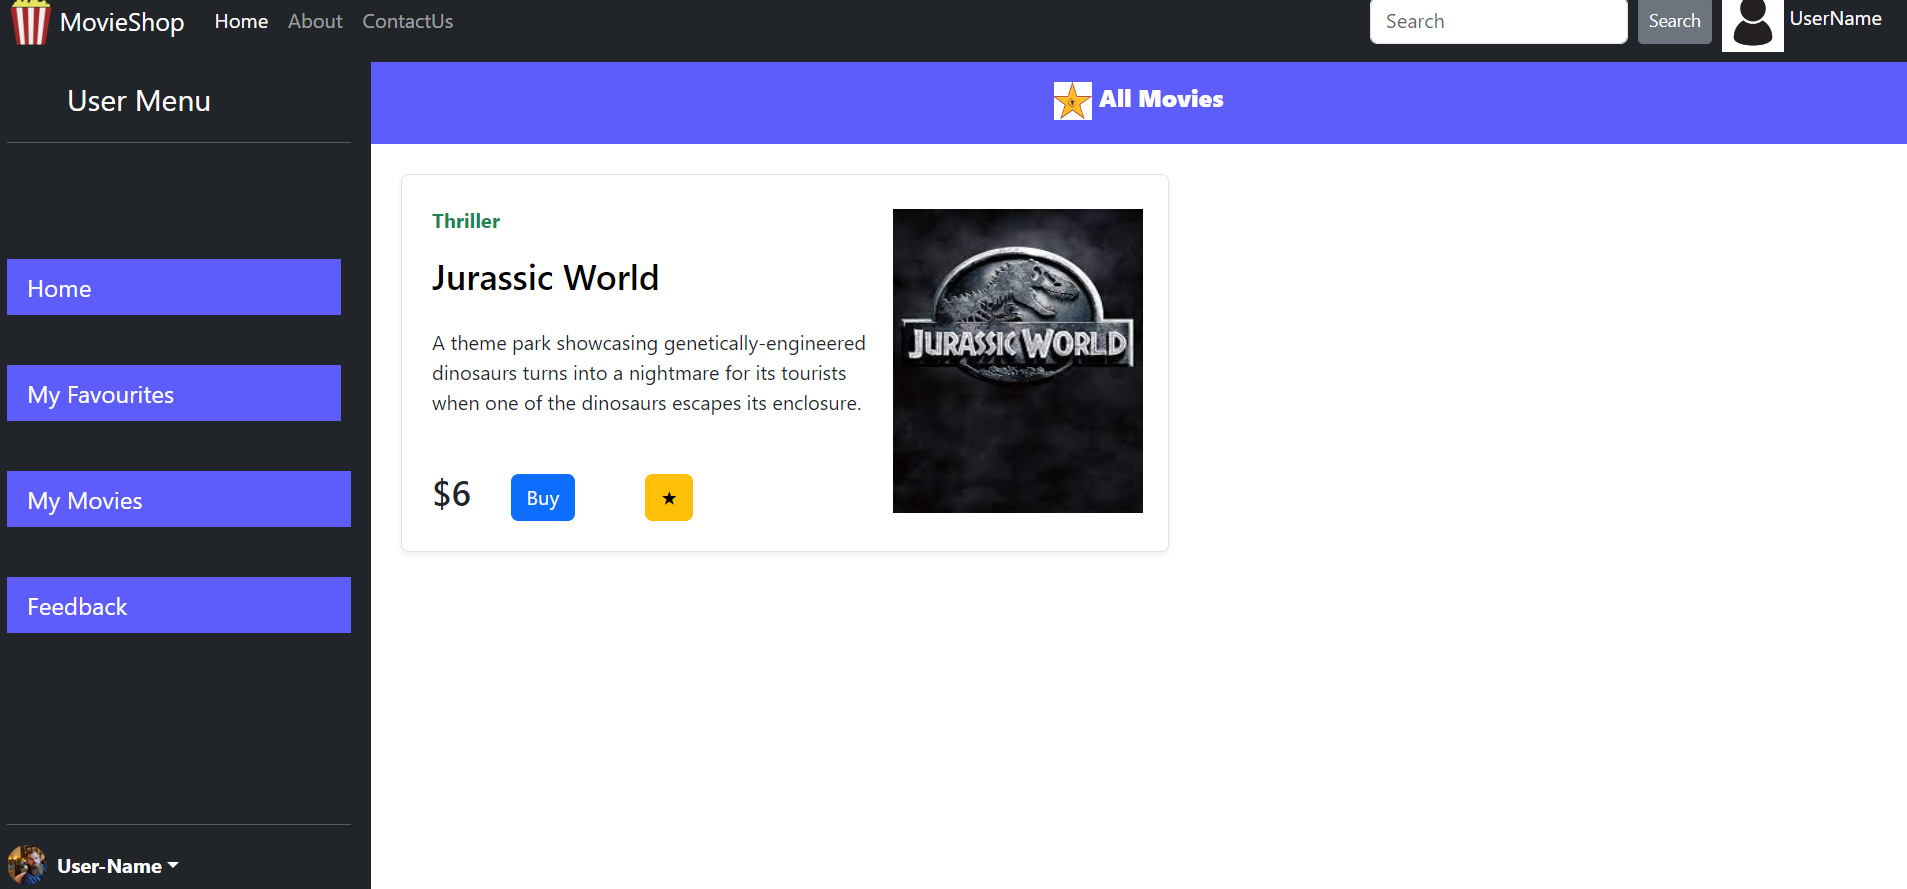 MovieShop Home About ContactUs Search Search UserName
User Menu
All Movies
Home
My Favourites
My Movies
Feedback
User-Name
Thriller
Jurassic World
A theme park showcasing genetically-engineered
dinosaurs turns into a nightmare for its tourists
when one of the dinosaurs escapes its enclosure.
$6 Buy ★
JURASSIC WORLD